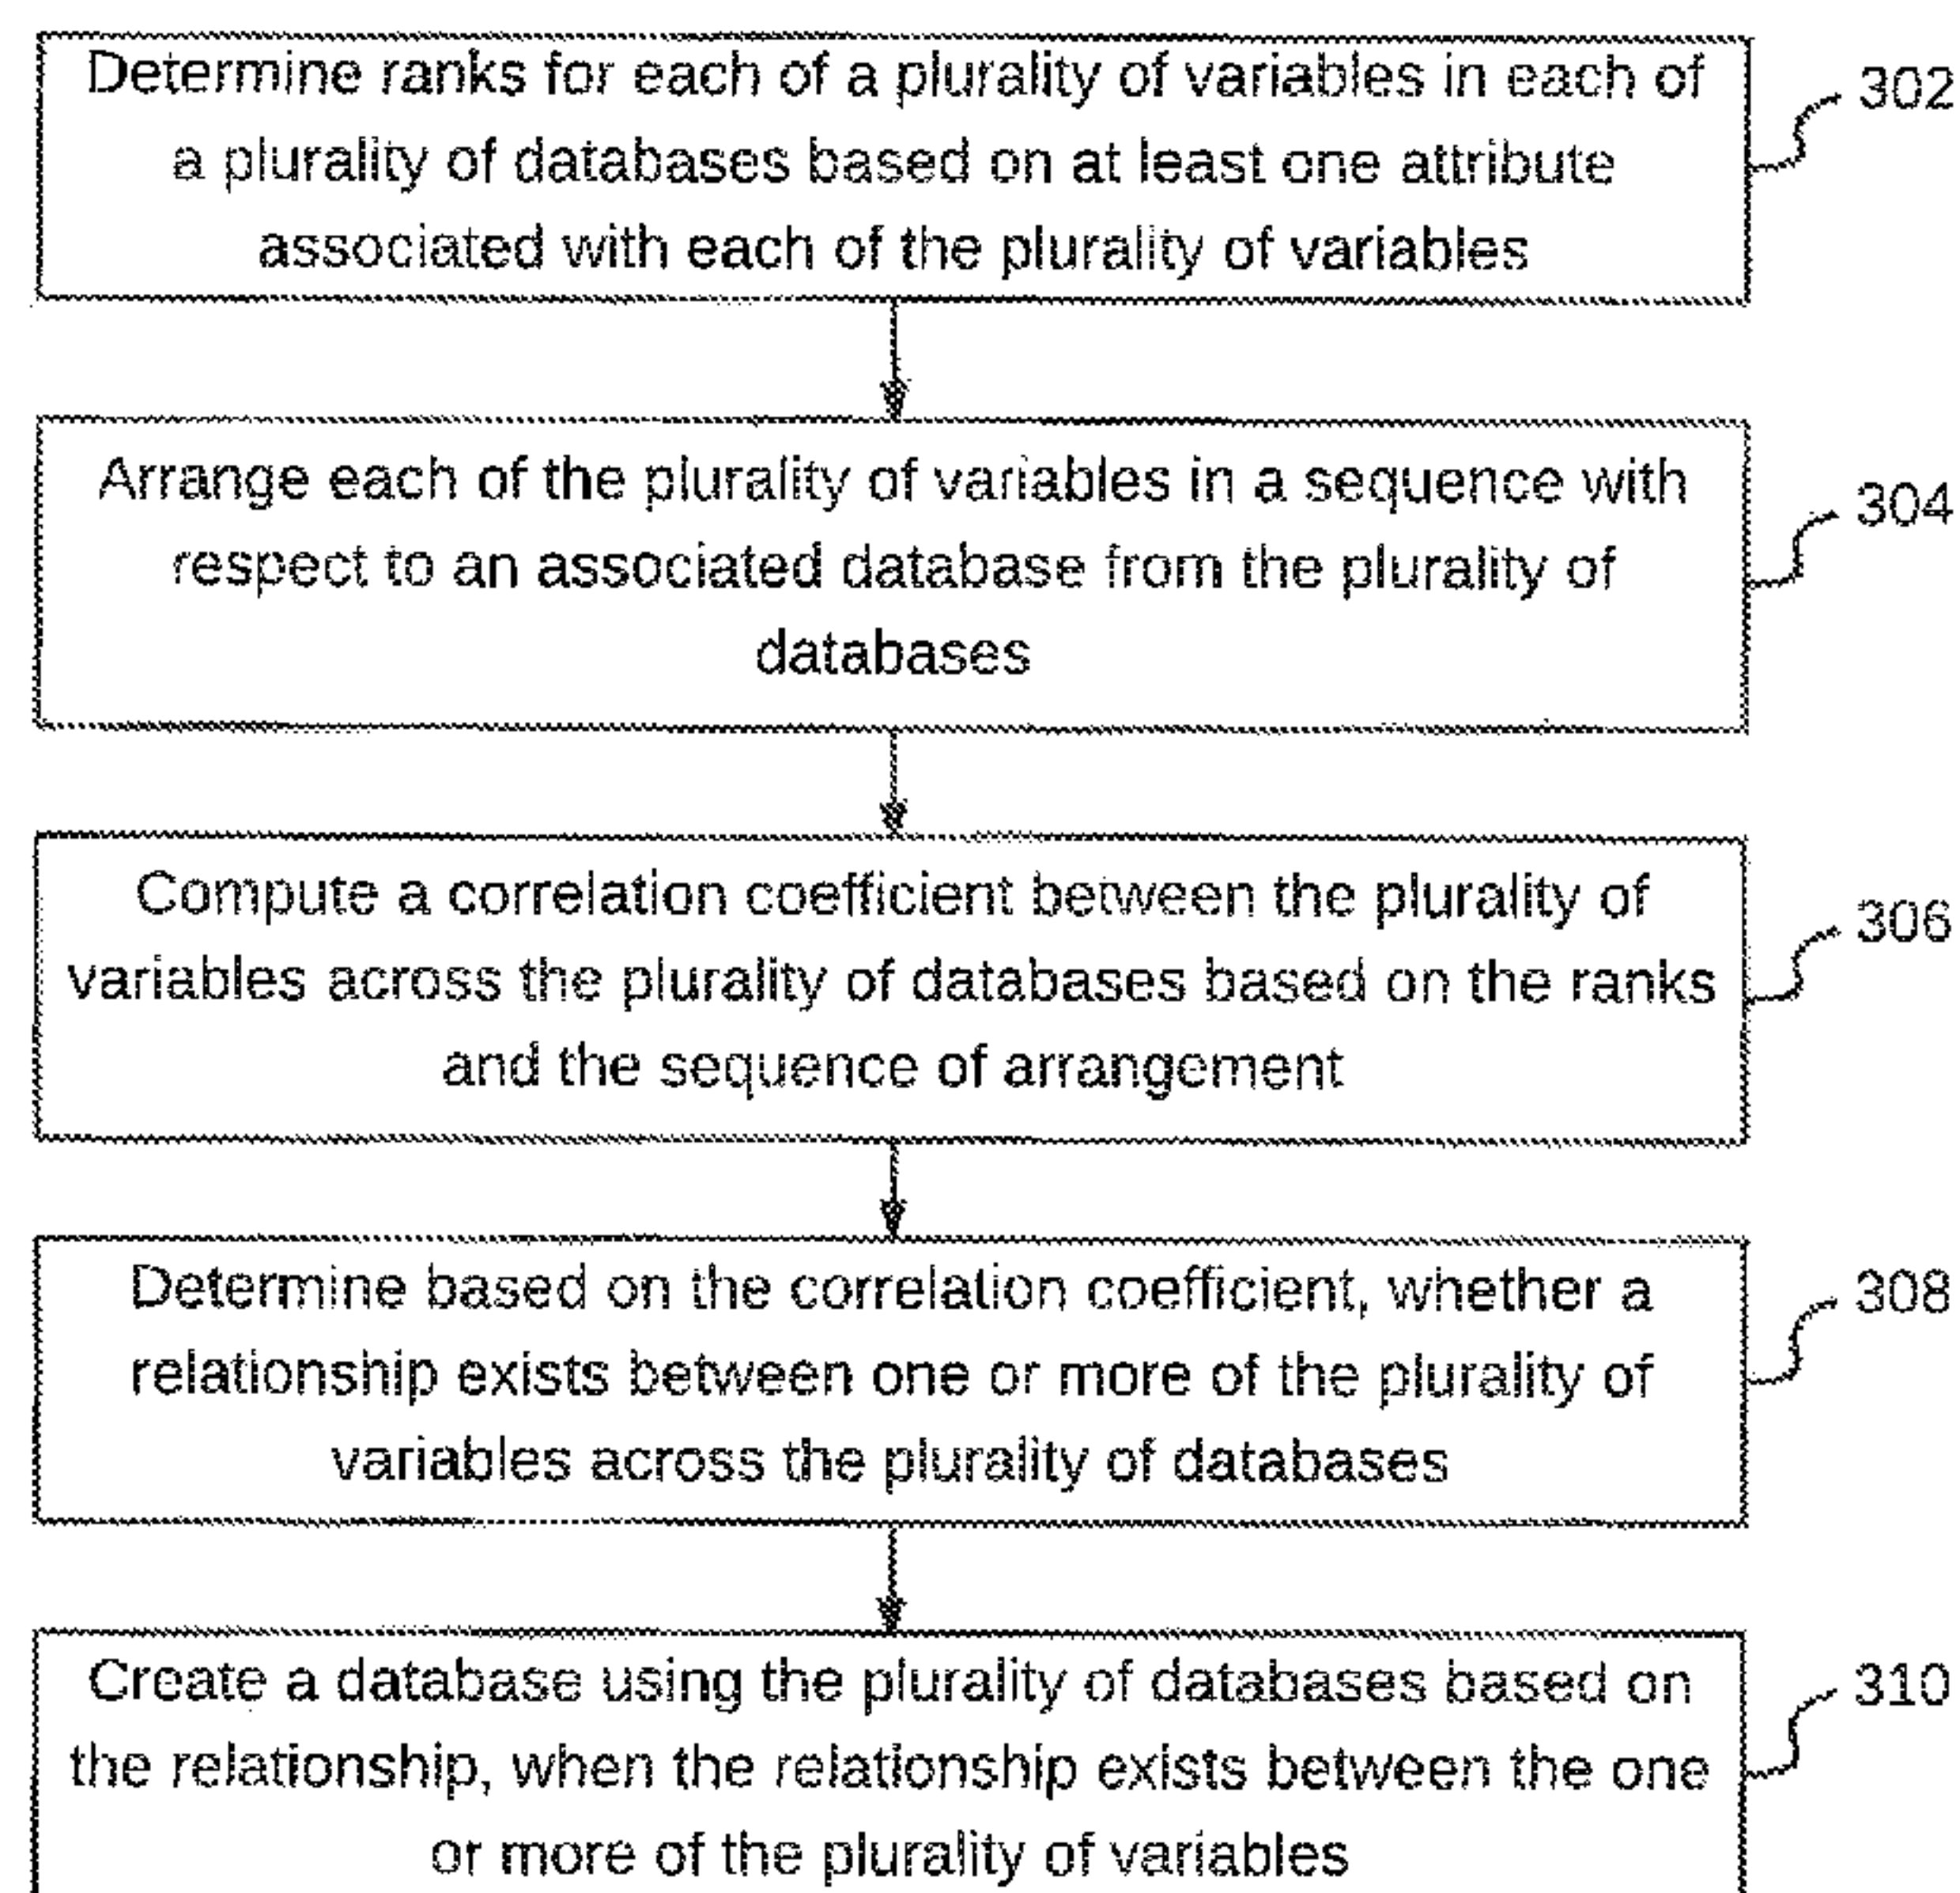 Determine ranks for each of a plurality of variables in each of
a plurality of databases based on at least one attribute
associated with each of the plurality of variables
302
Arrange each of the plurality of variables in a sequence with
respect to an associated database from the plurality of
databases
304
Compute a correlation coefficient between the plurality of
variables across the plurality of databases based on the ranks
and the sequence of arrangement
306
Determine based on the correlation coefficient, whether a
relationship exists between one or more of the plurality of
variables across the plurality of databases
308
Create a database using the plurality of databases based on
the relationship, when the relationship exists between the one
or more of the plurality of variables
310